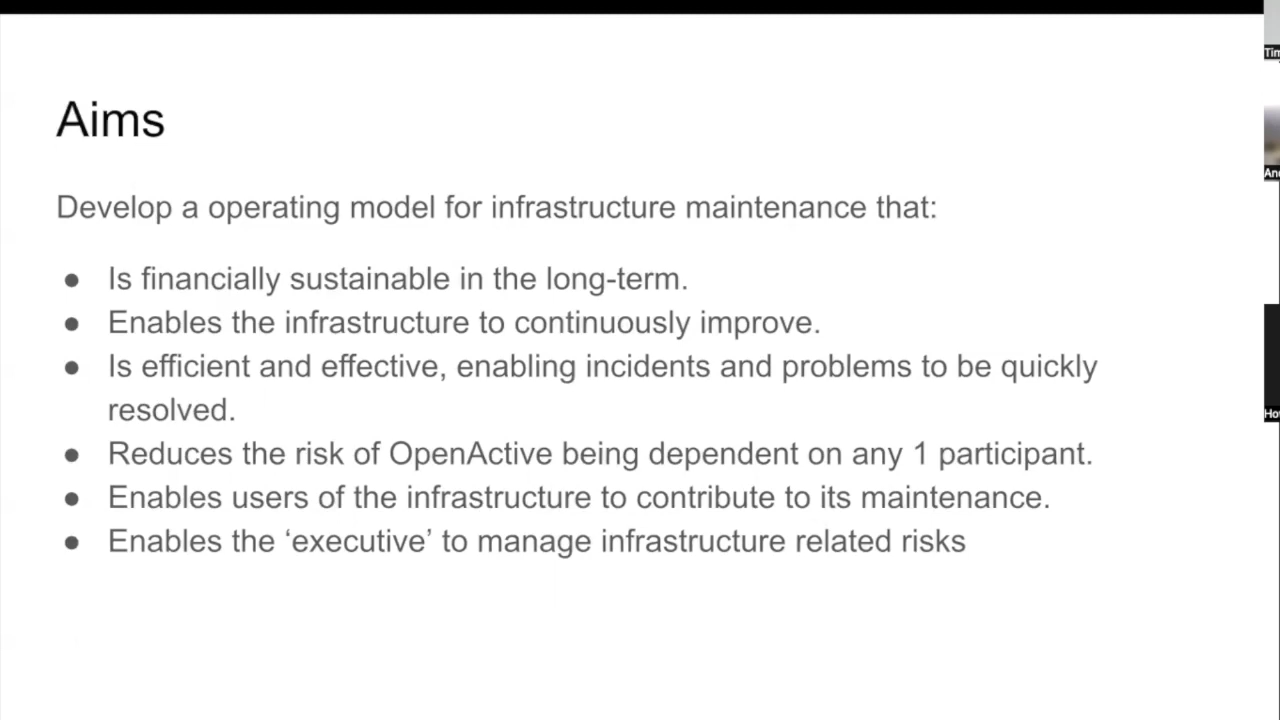 Aims
Develop a operating model for infrastructure maintenance that:
● Is financially sustainable in the long-term.
● Enables the infrastructure to continuously improve.
● Is efficient and effective, enabling incidents and problems to be quickly
resolved.
● Reduces the risk of OpenActive being dependent on any 1 participant.
● Enables users of the infrastructure to contribute to its maintenance.
● Enables the ‘executive’ to manage infrastructure related risks